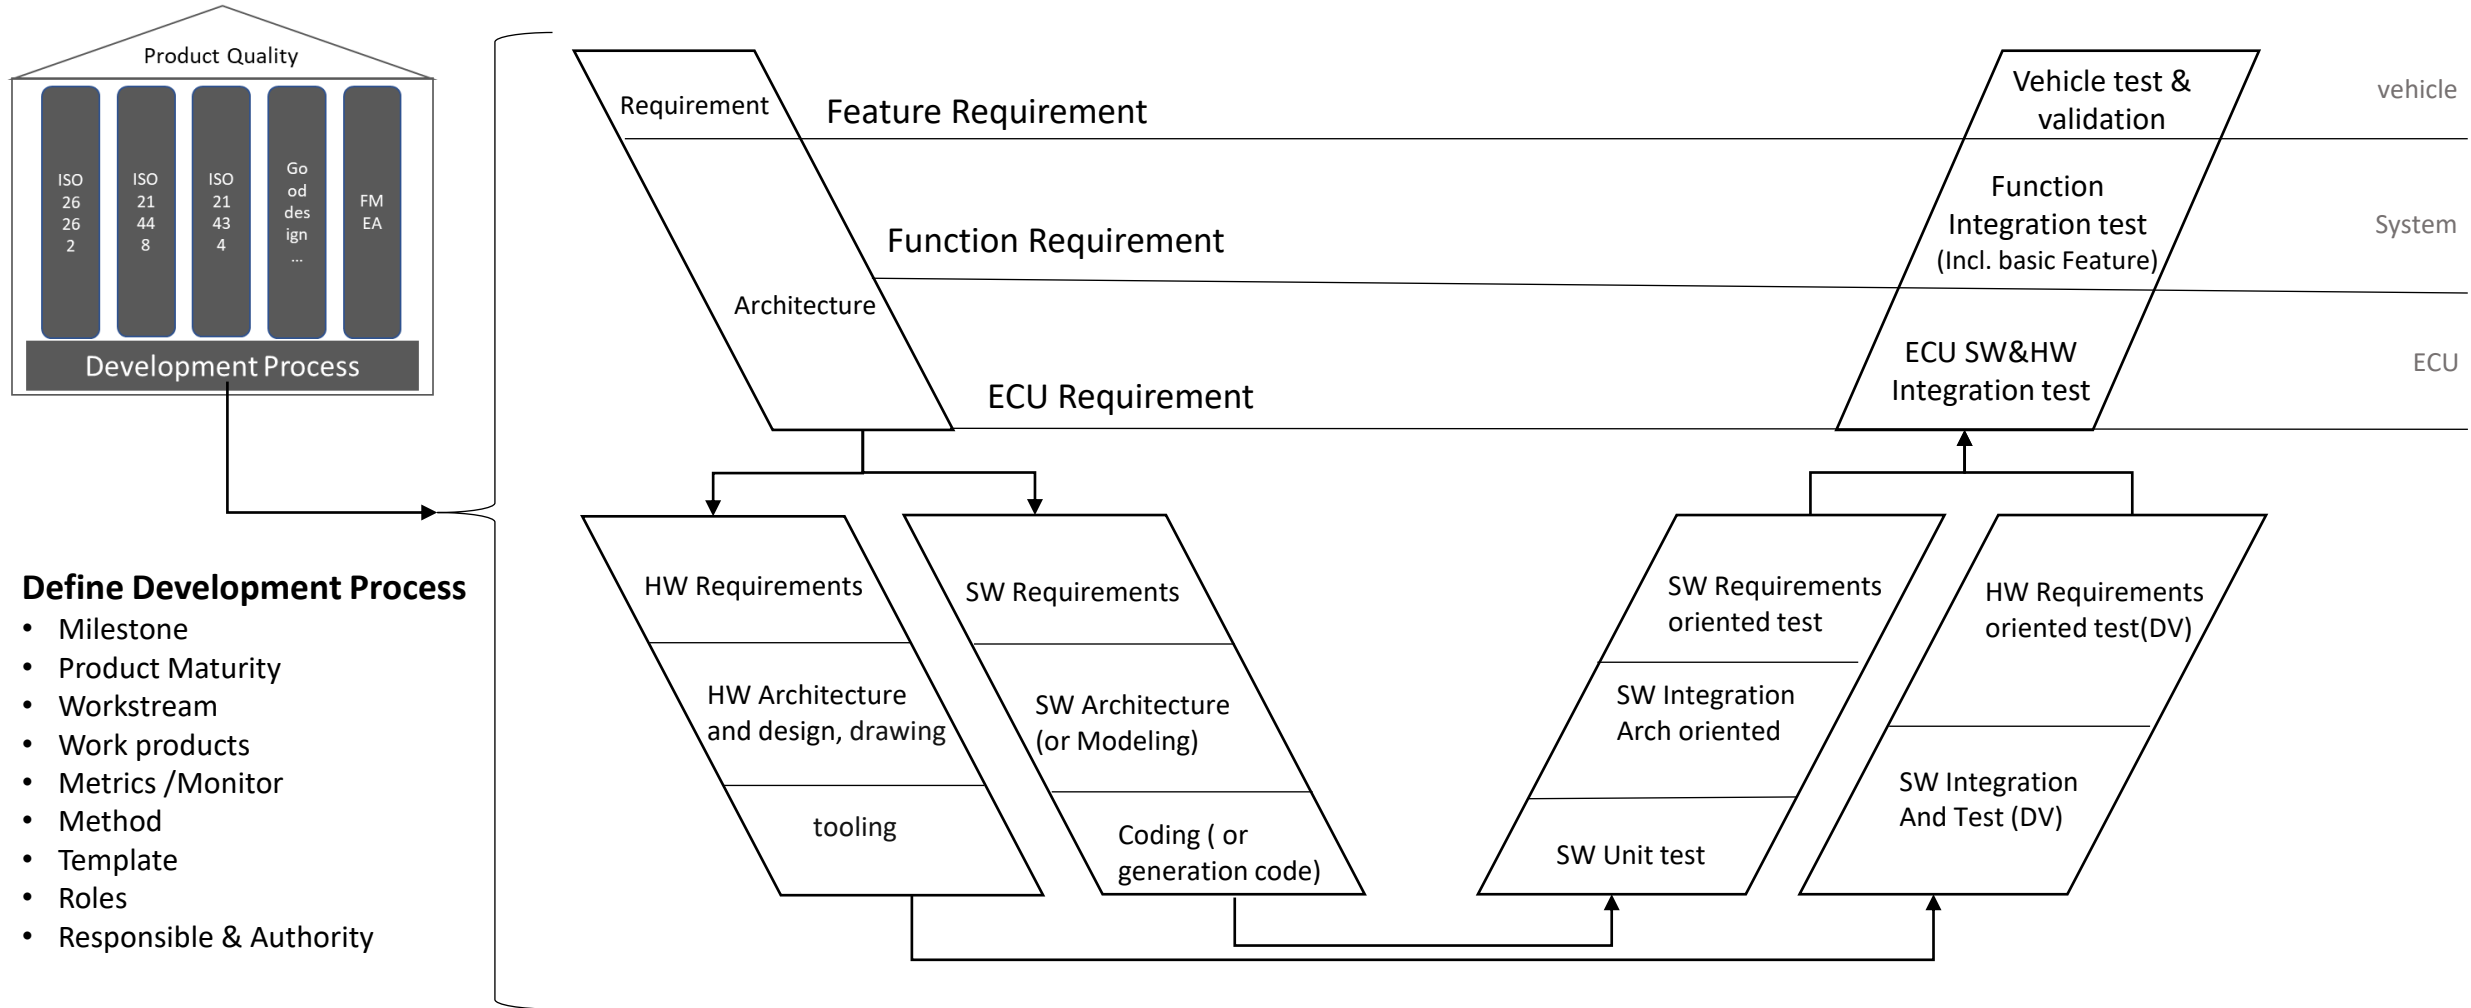 Product Quality
ISO
26
26
2
ISO
21
44
8
ISO
21
43
4
Go
od
des
ign
...
FM
EA
Development Process
Define Development Process
• Milestone
• Product Maturity
• Workstream
• Work products
• Metrics /Monitor
• Method
• Template
• Roles
• Responsible & Authority
Requirement
Feature Requirement
Architecture
Function Requirement
ECU Requirement
Vehicle test &
validation
Function
Integration test
(Incl. basic Feature)
ECU SW&HW
Integration test
vehicle
System
ECU
HW Requirements
HW Architecture
and design, drawing
tooling
SW Requirements
SW Architecture
(or Modeling)
Coding ( or
generation code)
SW Requirements
oriented test
SW Integration
Arch oriented
SW Unit test
HW Requirements
oriented test(DV)
SW Integration
And Test (DV)